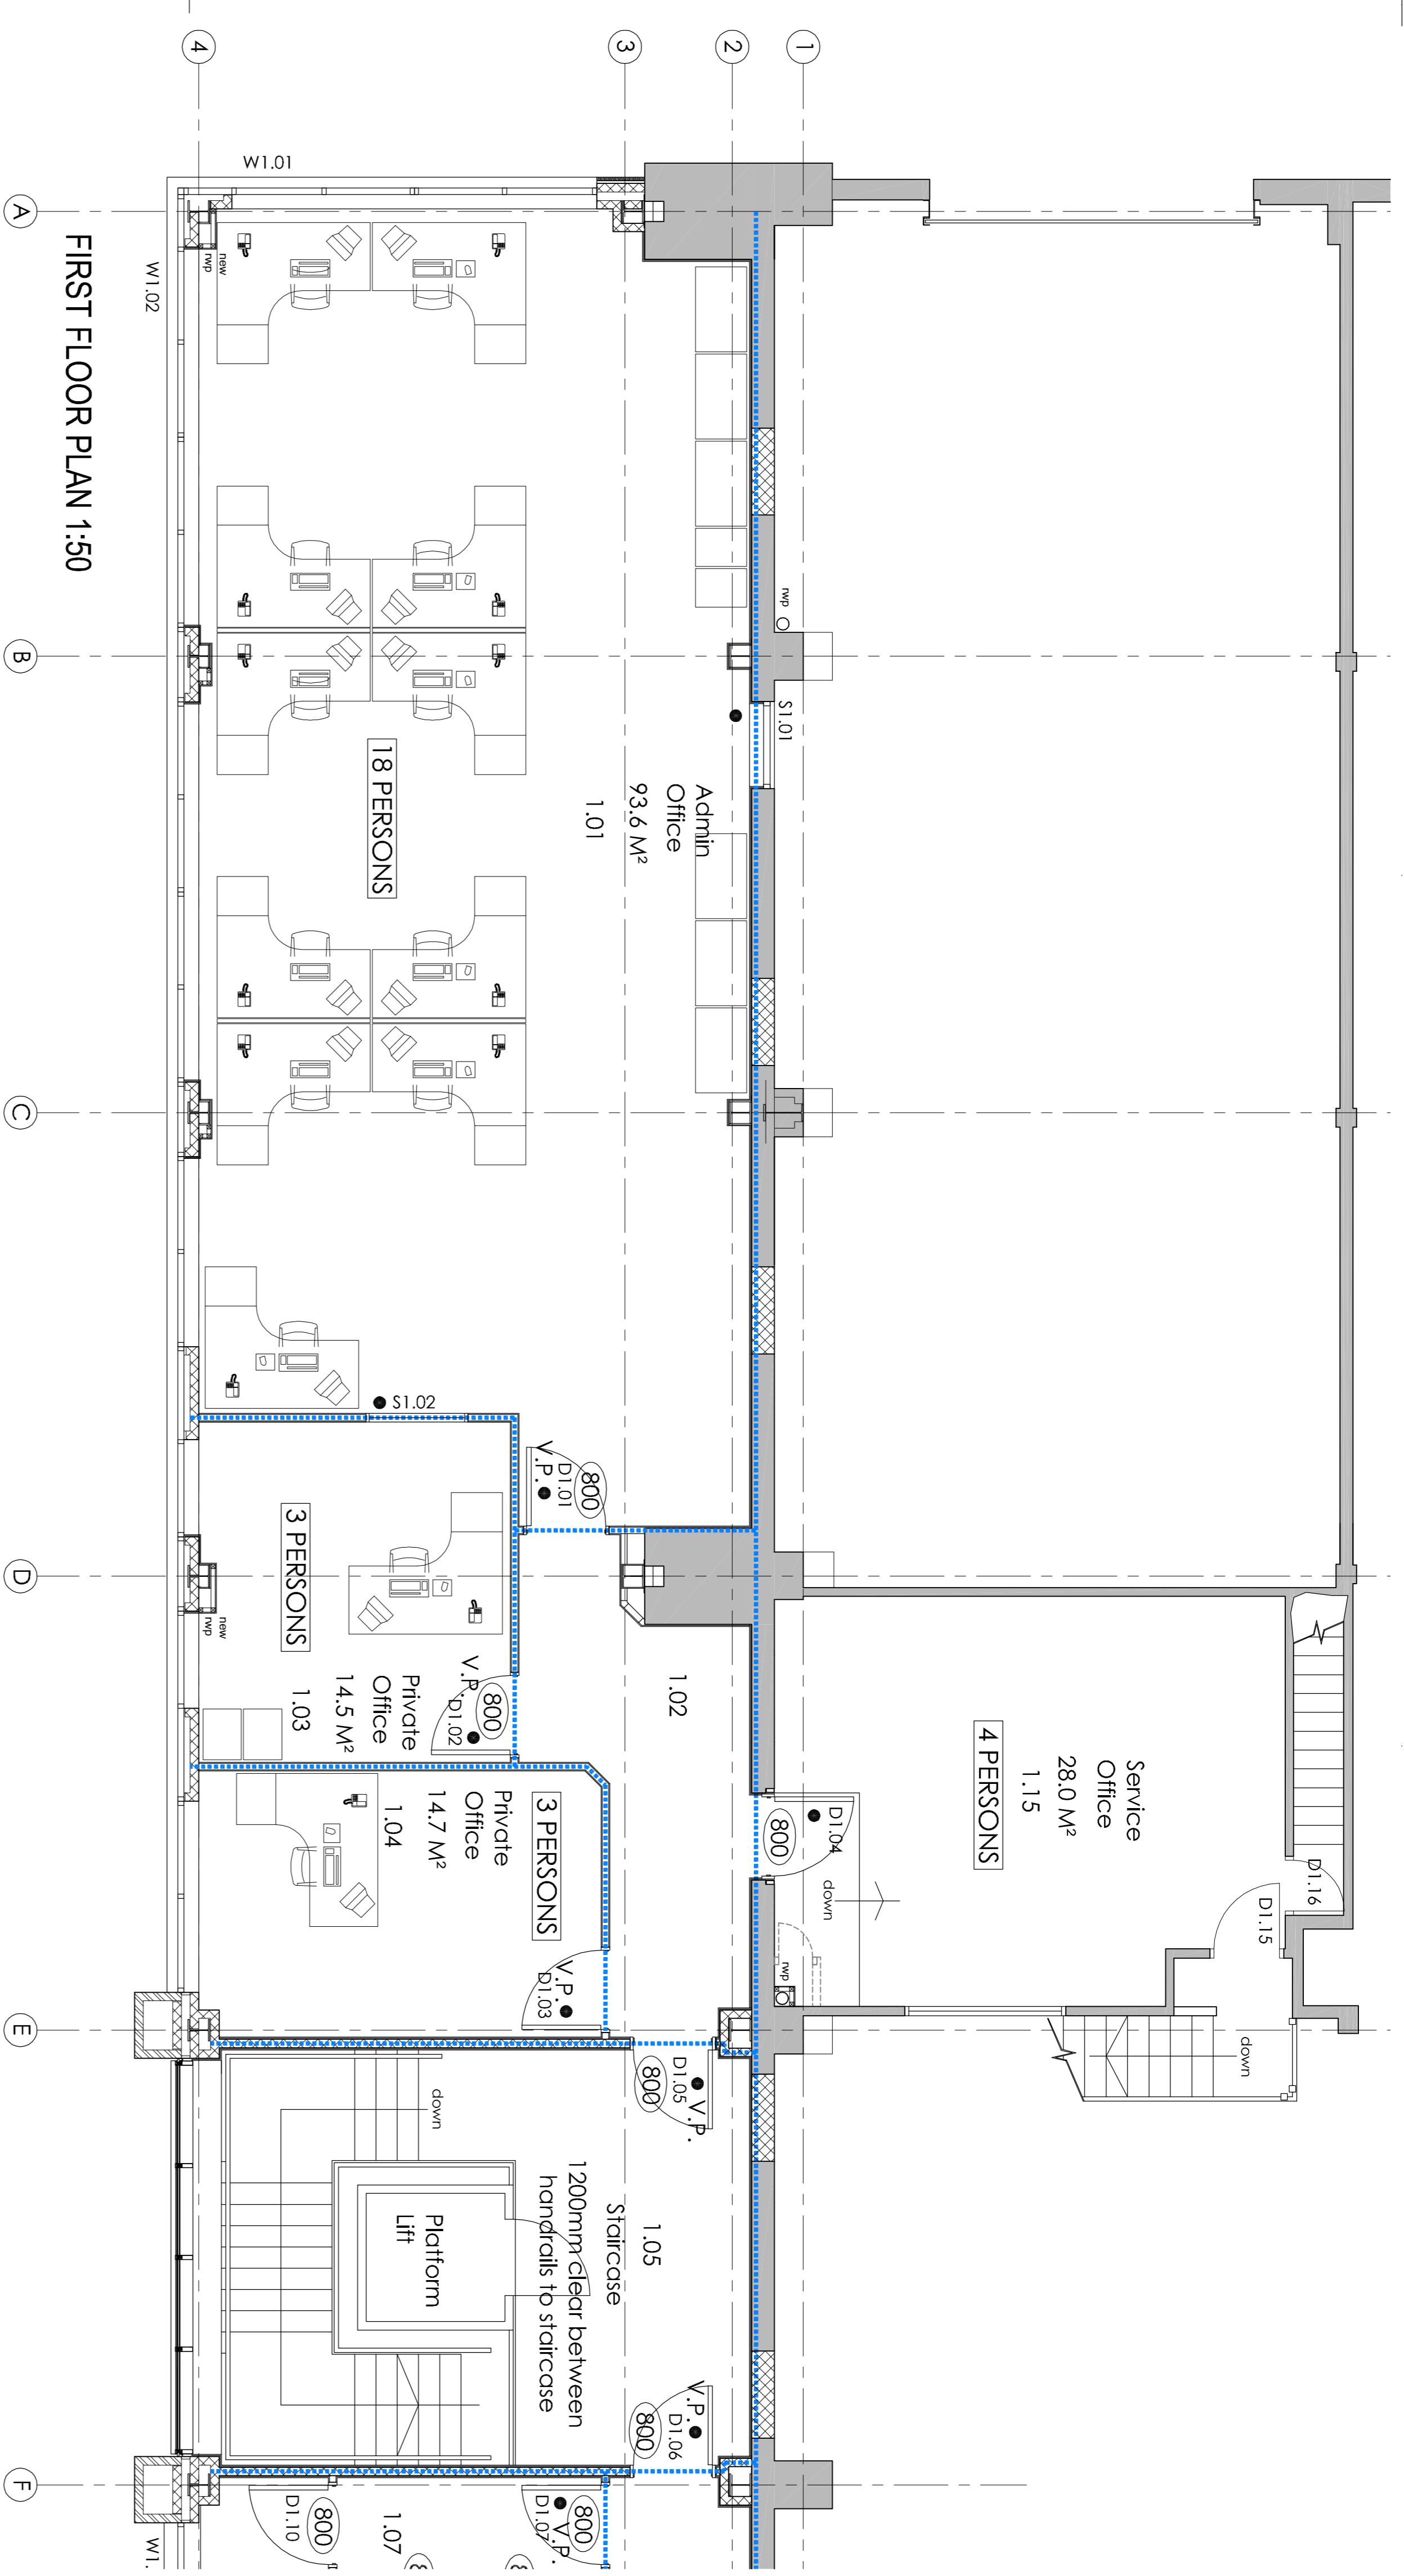 FIRST FLOOR PLAN 1:50
1
2
3
4
A
B
C
D
E
F
W1.01
W1.02
new
rwp
rwp
S1.01
Admin
Office
93.6 M²
1.01
18 PERSONS
S1.02
800
D1.01
V.P.
3 PERSONS
new
rwp
Private
Office
14.5 M²
1.03
800
V.P.
D1.02
1.02
Service
Office
28.0 M²
1.15
4 PERSONS
D1.16
D1.15
D1.04
800
down
rwp
down
3 PERSONS
Private
Office
14.7 M²
1.04
V.P.
D1.03
D1.05
V.P.
800
down
1.05
Staircase
1200mm clear between
handrails to staircase
Platform
Lift
V.P.
D1.06
800
800
D1.07
V.P.
1.07
800
D1.10
W1.
8
8